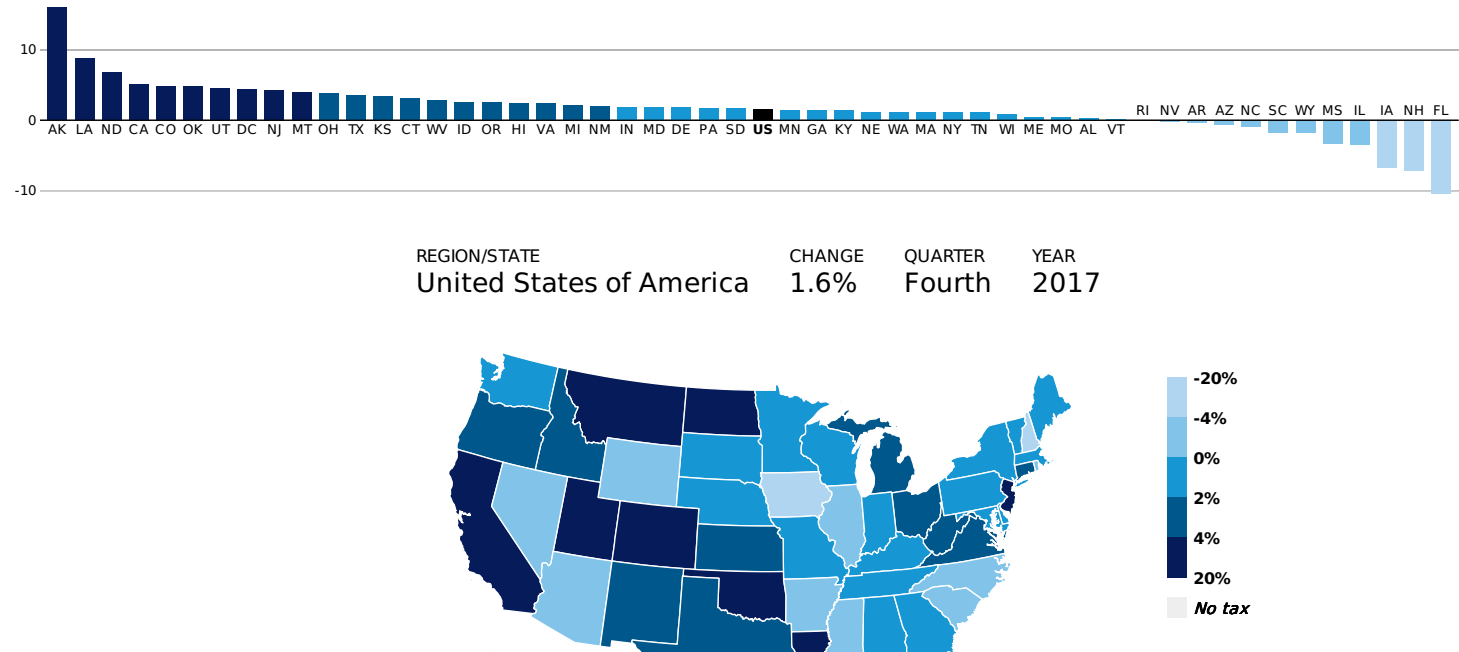 10
RI NV AR AZ NC SC WY MS IL IA NH FL
0
AK LA ND CA CO OK UT DC NJ MT OH TX KS CT WV ID OR HI VA MI NM IN MD DE PA SD US MN GA KY NE WA MA NY TN WI ME MO AL VT
-10
REGION/STATE CHANGE QUARTER YEAR
United States of America 1.6% Fourth 2017
-20%
-4%
0%
2%
4%
20%
No tax